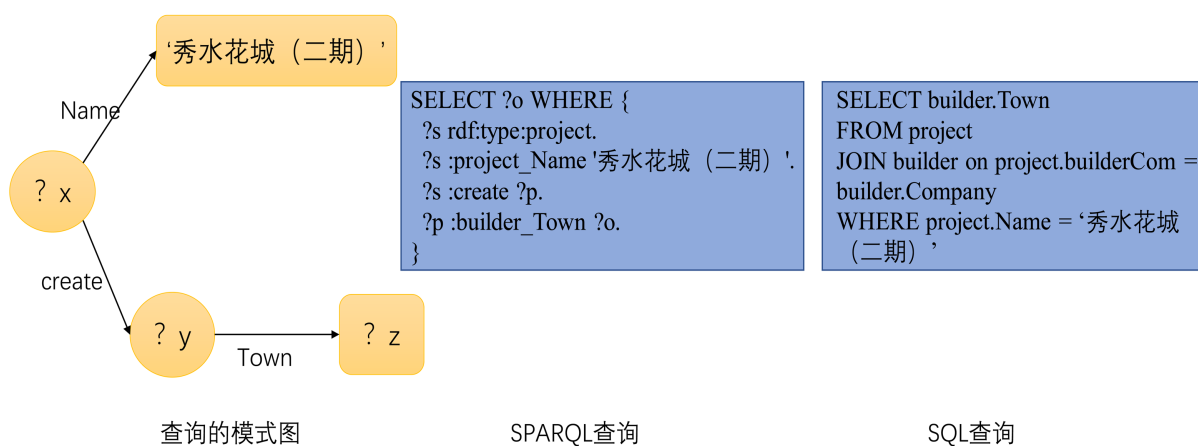 ‘秀水花城（二期）’
Name
? x
create
? y
Town
? z
查询的模式图
SELECT ?o WHERE {
?s rdf:type:project.
?s :project_Name '秀水花城（二期）'.
?s :create ?p.
?p :builder_Town ?o.
}
SPARQL查询
SELECT builder.Town
FROM project
JOIN builder on project.builderCom =
builder.Company
WHERE project.Name = ‘秀水花城
（二期）’
SQL查询